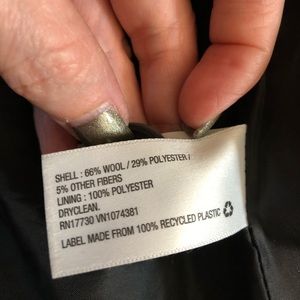 SHELL : 66% WOOL / 29% POLYESTER /
5% OTHER FIBERS
LINING : 100% POLYESTER
DRYCLEAN.
RN17730 VN1074381
LABEL MADE FROM 100% RECYCLED PLASTIC